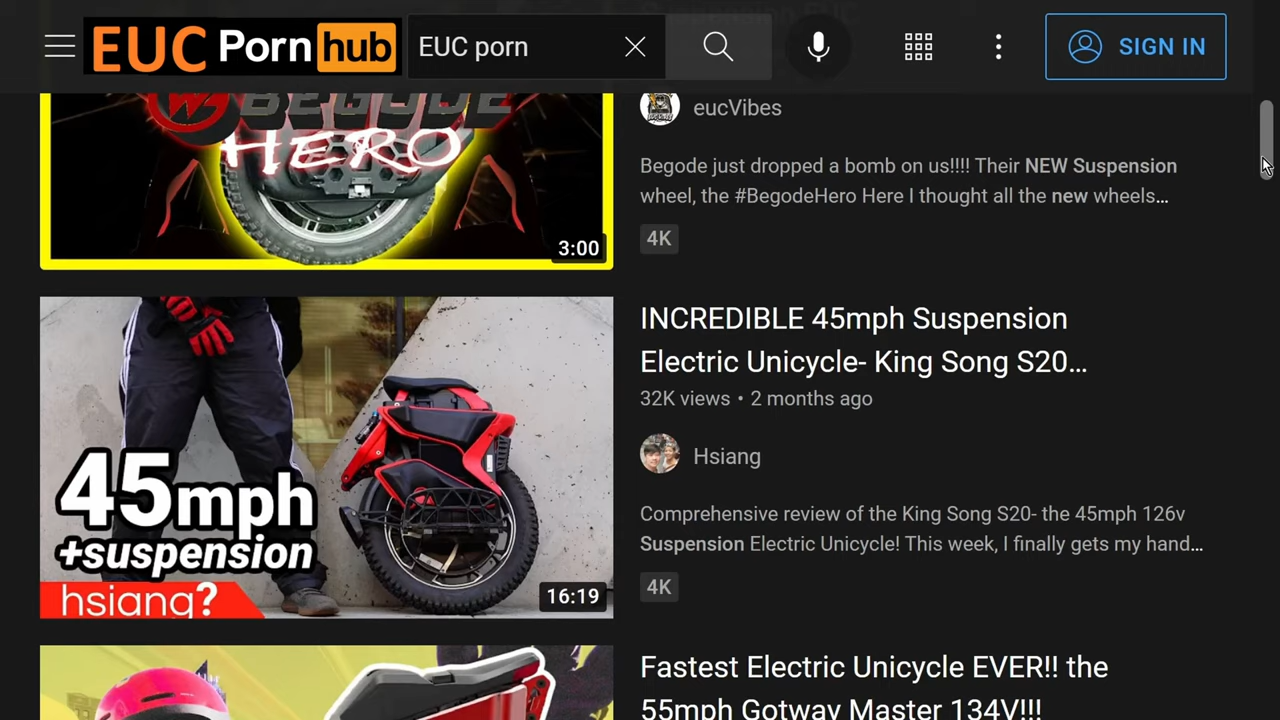 EUC Porn hub
EUC porn
SIGN IN
BEGODE
HERO
3:00
eucVibes
Begode just dropped a bomb on us!!!! Their NEW Suspension
wheel, the #BegodeHero Here I thought all the new wheels...
4K
45mph
+suspension
hsiang?
16:19
INCREDIBLE 45mph Suspension
Electric Unicycle- King Song S20...
32K views • 2 months ago
Hsiang
Comprehensive review of the King Song S20- the 45mph 126v
Suspension Electric Unicycle! This week, I finally gets my hand...
4K
Fastest Electric Unicycle EVER!! the
55mph Gotway Master 134V!!!